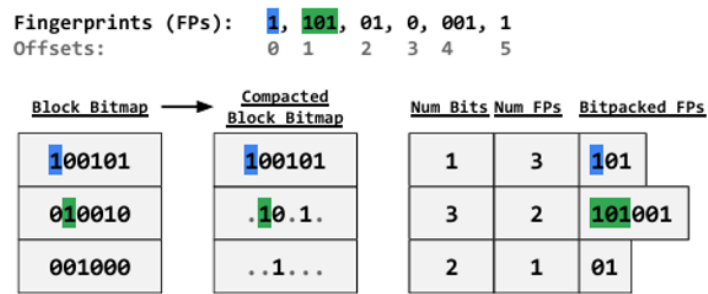 Fingerprints (FPs): 1, 101, 01, 0, 001, 1
Offsets: 0 1 2 3 4 5
Block Bitmap Compacted Block Bitmap Num Bits Num FPs Bitpacked FPs
100101 100101 1 3 101
010010 .10.1. 3 2 101001
001000 ..1... 2 1 01